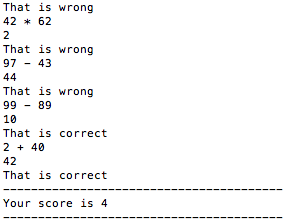 That is wrong
42 * 62
2
That is wrong
97 - 43
44
That is wrong
99 - 89
10
That is correct
2 + 40
42
That is correct
----------------------------------------
Your score is 4
----------------------------------------